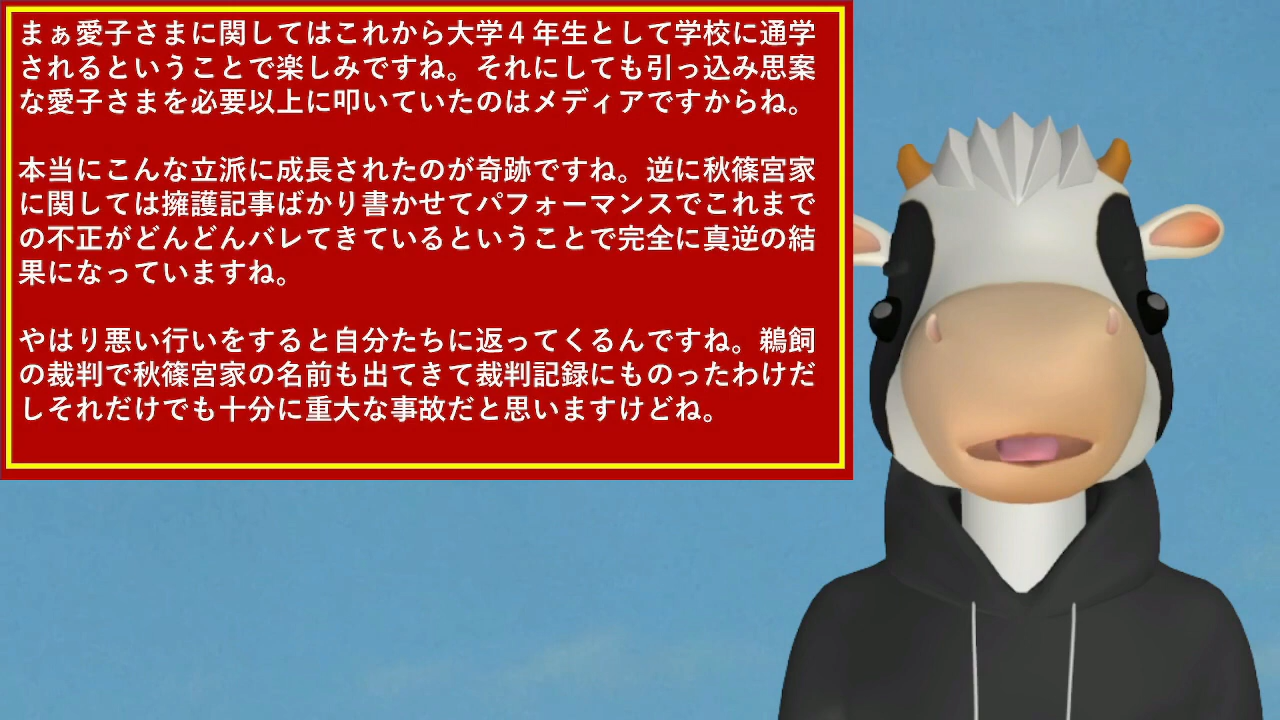 まぁ愛子さまに関してはこれから大学４年生として学校に通学
されるということで楽しみですね。それにしても引っ込み思案
な愛子さまを必要以上に叩いていたのはメディアですからね。
本当にこんな立派に成長されたのが奇跡ですね。逆に秋篠宮家
に関しては擁護記事ばかり書かせてパフォーマンスでこれまで
の不正がどんどんバレてきているということで完全に真逆の結
果になっていますね。
やはり悪い行いをすると自分たちに返ってくるんですね。鵜飼
の裁判で秋篠宮家の名前も出てきて裁判記録にものったわけだ
しそれだけでも十分に重大な事故だと思いますけどね。